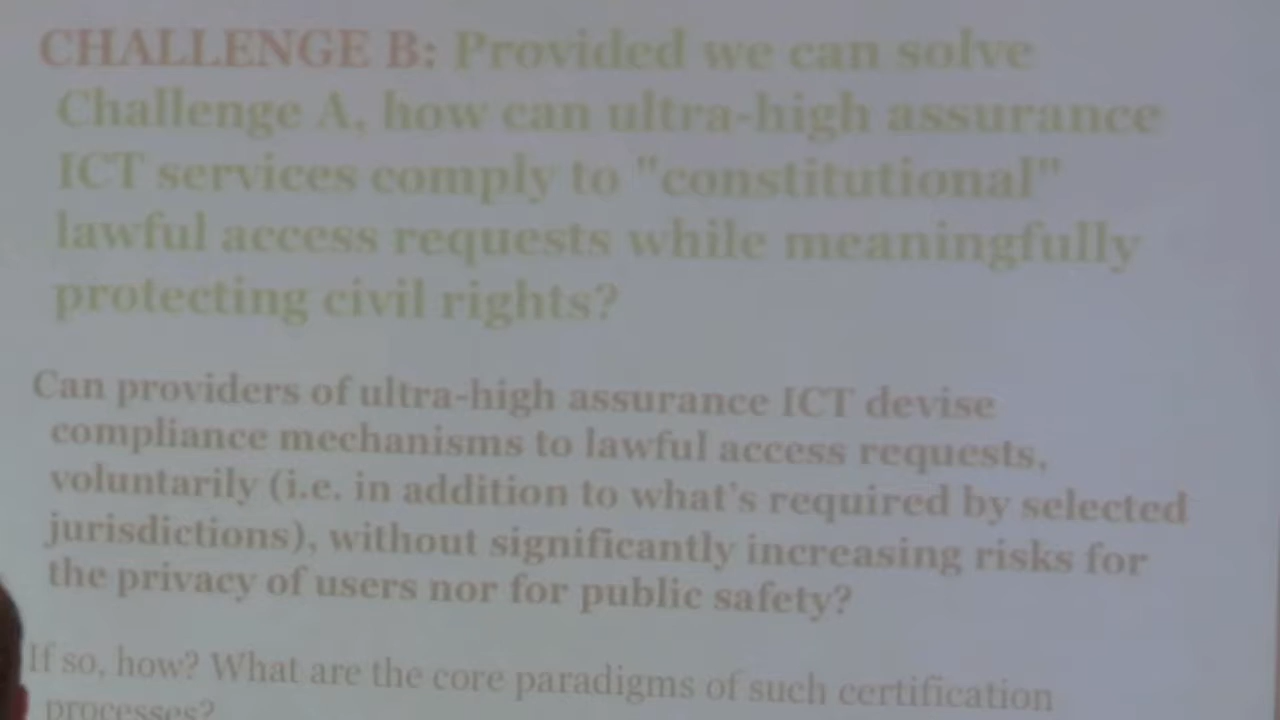 CHALLENGE B: Provided we can solve
Challenge A, how can ultra-high assurance
ICT services comply to "constitutional"
lawful access requests while meaningfully
protecting civil rights?
Can providers of ultra-high assurance ICT devise
compliance mechanisms to lawful access requests,
voluntarily (i.e. in addition to what's required by selected
jurisdictions), without significantly increasing risks for
the privacy of users nor for public safety?
If so, how? What are the core paradigms of such certification
processes?